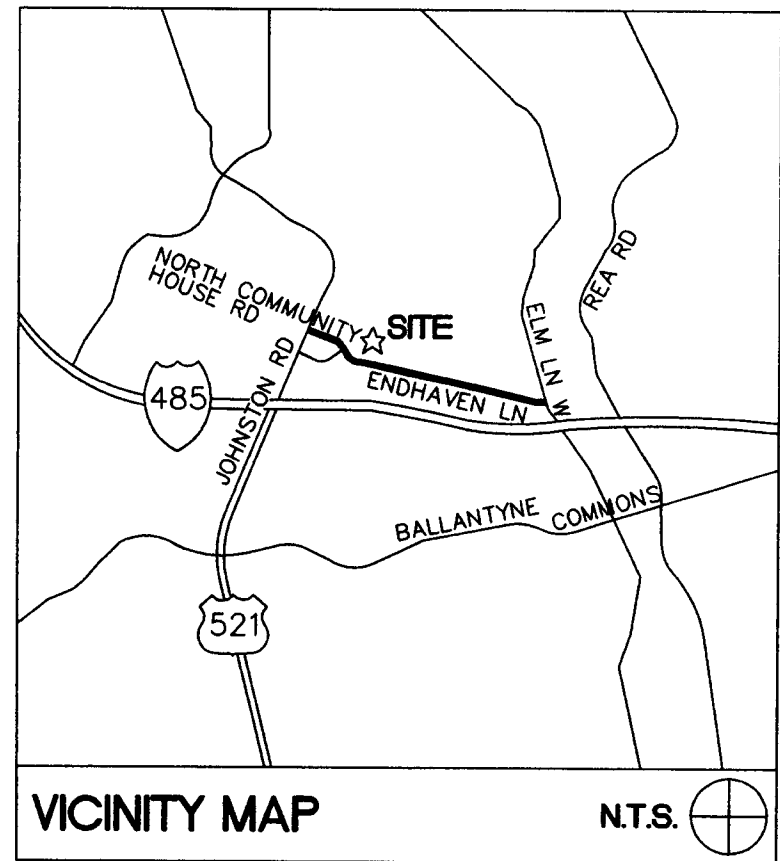 NORTH COMMUNITY
HOUSE RD
SITE
REA RD
ELM LN W
485
JOHNSTON RD
ENDHAVEN LN
BALLANTYNE COMMONS
521
VICINITY MAP
N.T.S.